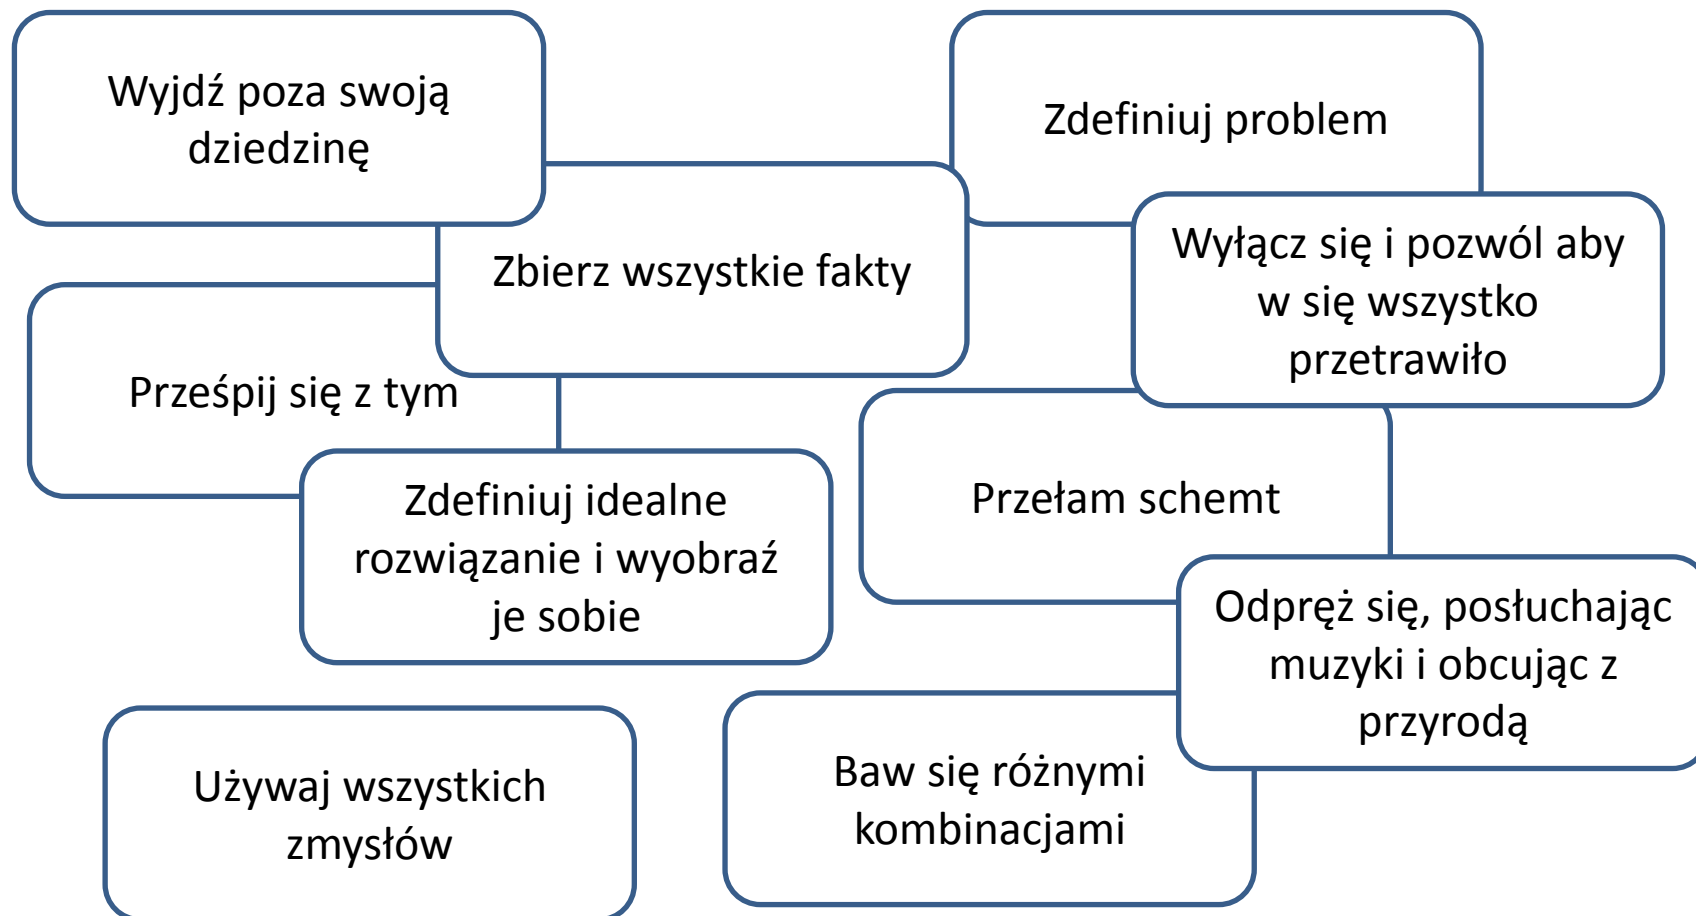 Wyjdź poza swoją
dziedzinę
Zdefiniuj problem
Zbierz wszystkie fakty
Wyłącz się i pozwól aby
w się wszystko
przetrawiło
Prześpij się z tym
Zdefiniuj idealne
rozwiązanie i wyobraź
je sobie
Przełam schemt
Odpręż się, posłuchając
muzyki i obcując z
przyrodą
Używaj wszystkich
zmysłów
Baw się różnymi
kombinacjami